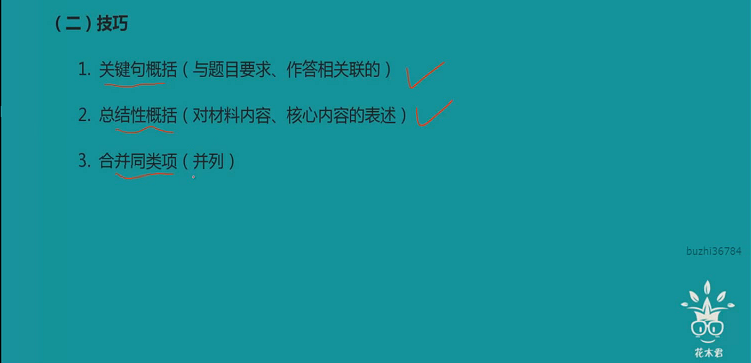 （二）技巧
1. 关键句概括（与题目要求、作答相关联的）
2. 总结性概括（对材料内容、核心内容的表述）
3. 合并同类项（并列）
buzhi36784
花木君